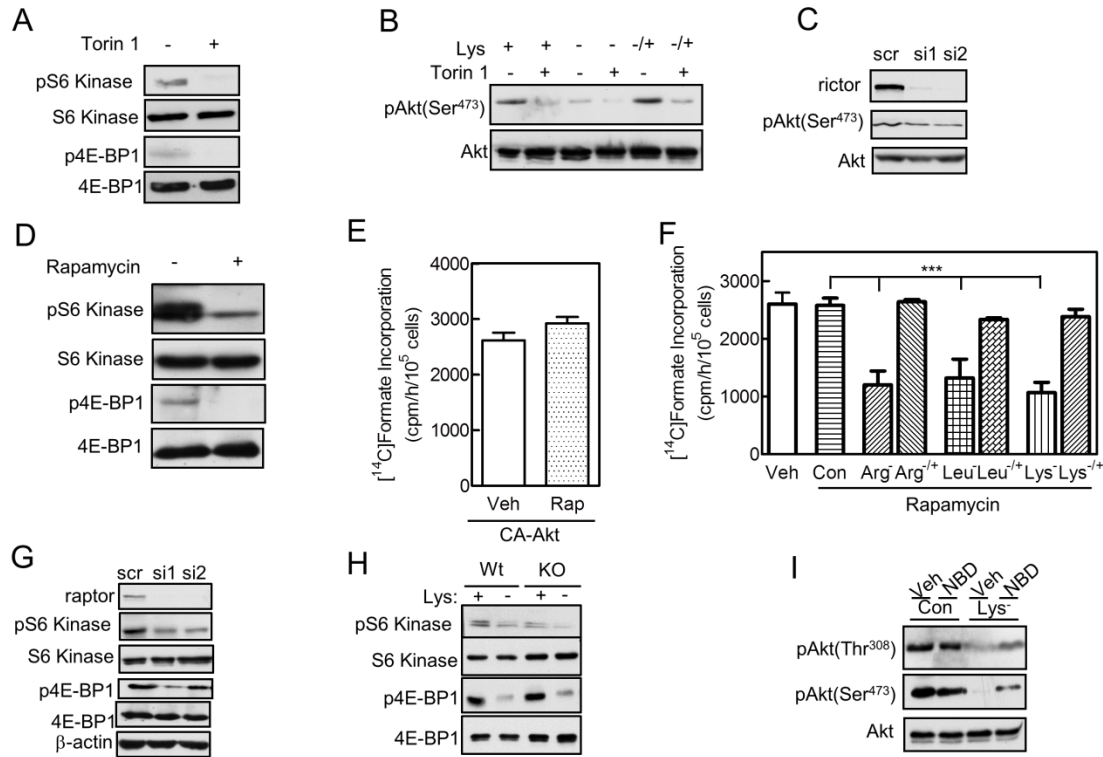 A
Torin 1 - +
pS6 Kinase
S6 Kinase
p4E-BP1
4E-BP1
B
Lys + + - - -/+ -/+
Torin 1 - + - + - +
pAkt(Ser⁴⁷³)
Akt
C
scr si1 si2
rictor
pAkt(Ser⁴⁷³)
Akt
D
Rapamycin - +
pS6 Kinase
S6 Kinase
p4E-BP1
4E-BP1
E
[¹⁴C]Formate Incorporation
(cpm/h/10⁵ cells)
4000
3000
2000
1000
0
Veh Rap
CA-Akt
F
[¹⁴C]Formate Incorporation
(cpm/h/10⁵ cells)
3000
2000
1000
0
***
Veh Con Arg⁻ Arg⁻/⁺ Leu⁻ Leu⁻/⁺ Lys⁻ Lys⁻/⁺
Rapamycin
G
scr si1 si2
raptor
pS6 Kinase
S6 Kinase
p4E-BP1
4E-BP1
β-actin
H
Wt KO
Lys: + - + -
pS6 Kinase
S6 Kinase
p4E-BP1
4E-BP1
I
Veh NBD Veh NBD
Con Lys⁻
pAkt(Thr³⁰⁸)
pAkt(Ser⁴⁷³)
Akt